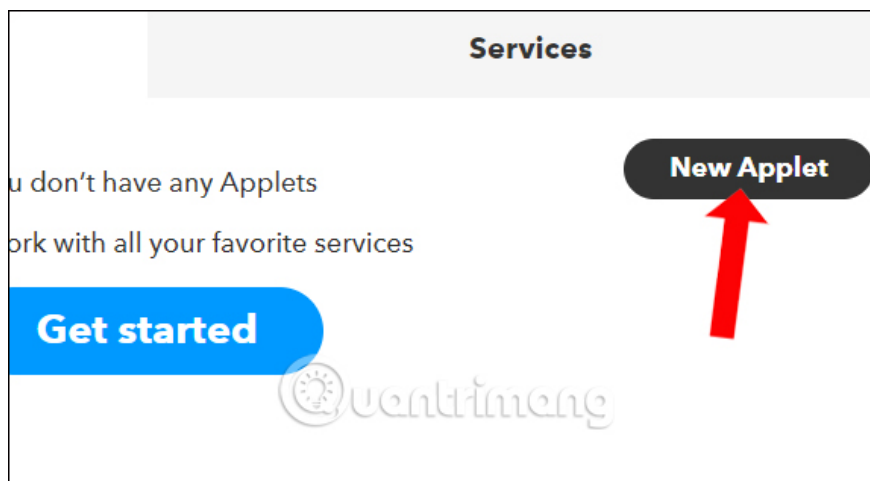 Services
u don't have any Applets
New Applet
ork with all your favorite services
Get started
Quantrimang